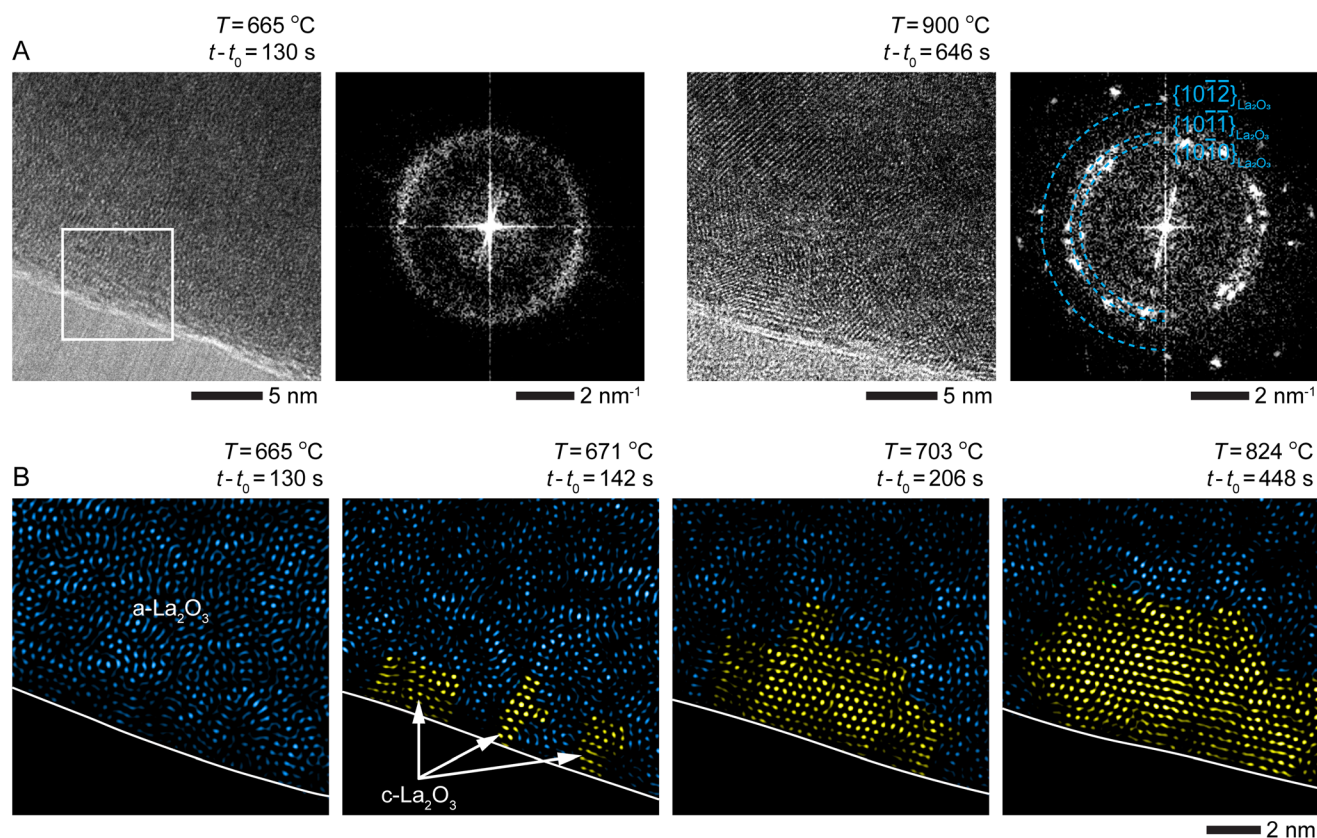 A
T = 665 °C
t - t₀ = 130 s
T = 900 °C
t - t₀ = 646 s
{101̅2̅}La₂O₃
{101̅1̅}La₂O₃
{101̅0}La₂O₃
5 nm
2 nm⁻¹
5 nm
2 nm⁻¹
B
T = 665 °C
t - t₀ = 130 s
T = 671 °C
t - t₀ = 142 s
T = 703 °C
t - t₀ = 206 s
T = 824 °C
t - t₀ = 448 s
a-La₂O₃
c-La₂O₃
2 nm